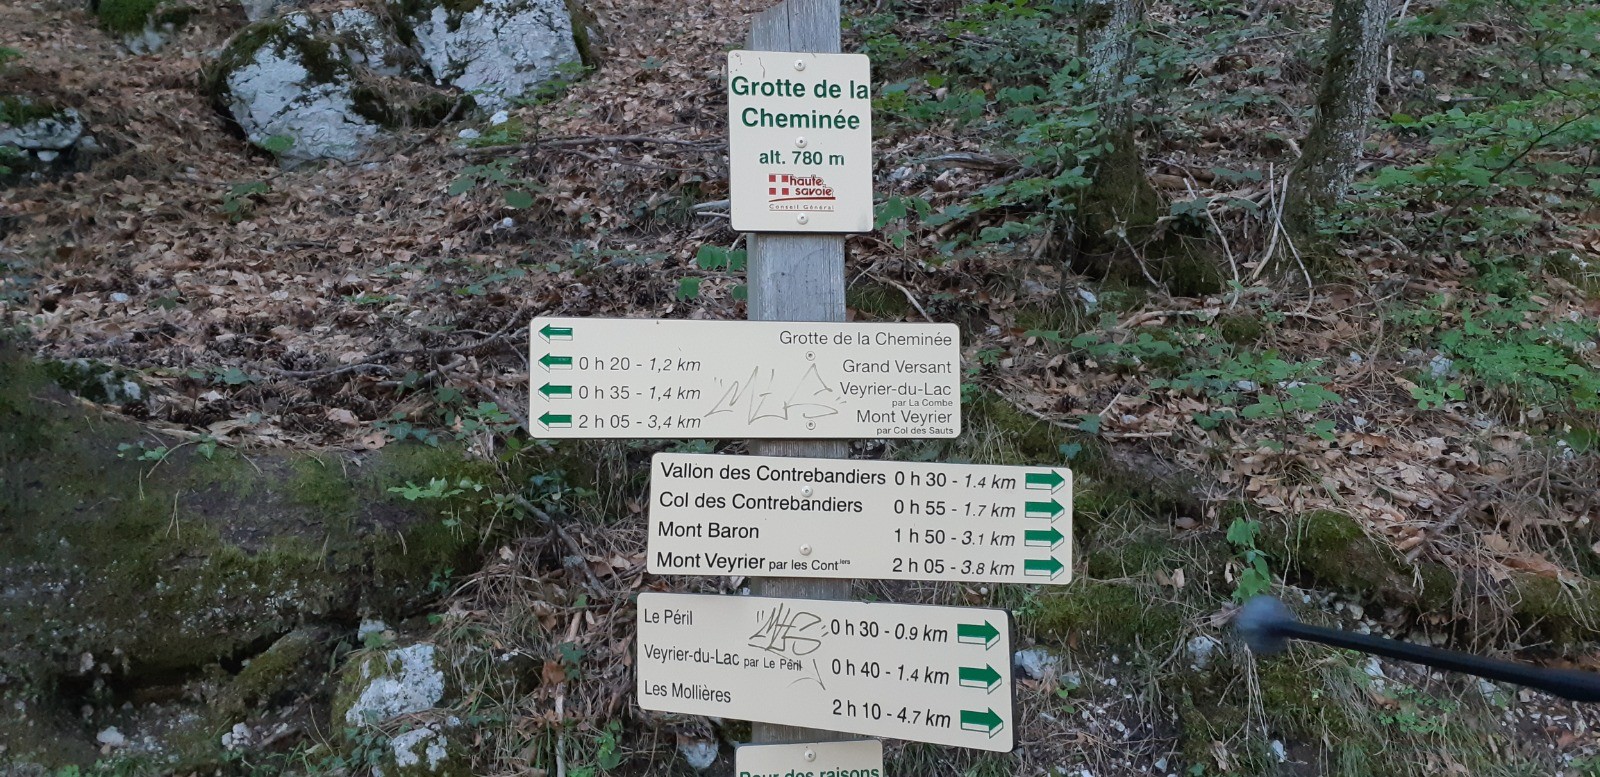 Grotte de la
Cheminée
alt. 780 m
haute
savoie
Conseil Général
Grotte de la Cheminée
0 h 20 - 1,2 km Grand Versant
0 h 35 - 1,4 km Veyrier-du-Lac
par La Combe
2 h 05 - 3,4 km Mont Veyrier
par Col des Sauts
Vallon des Contrebandiers 0 h 30 - 1.4 km
Col des Contrebandiers 0 h 55 - 1.7 km
Mont Baron 1 h 50 - 3.1 km
Mont Veyrier par les Contiers 2 h 05 - 3.8 km
Le Péril 0 h 30 - 0.9 km
Veyrier-du-Lac par Le Péril 0 h 40 - 1.4 km
Les Mollières 2 h 10 - 4.7 km
Pour des raisons